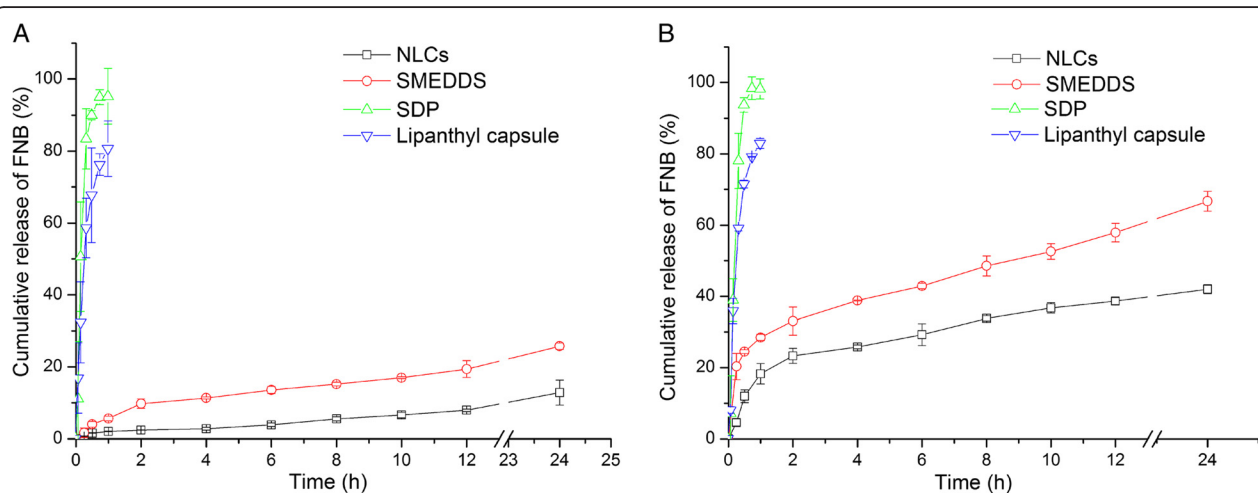 A
NLCs
SMEDDS
SDP
Lipanthyl capsule
Cumulative release of FNB (%)
100
80
60
40
20
0
0 2 4 6 8 10 12 23 24 25
Time (h)
B
NLCs
SMEDDS
SDP
Lipanthyl capsule
Cumulative release of FNB (%)
100
80
60
40
20
0
0 2 4 6 8 10 12 24
Time (h)